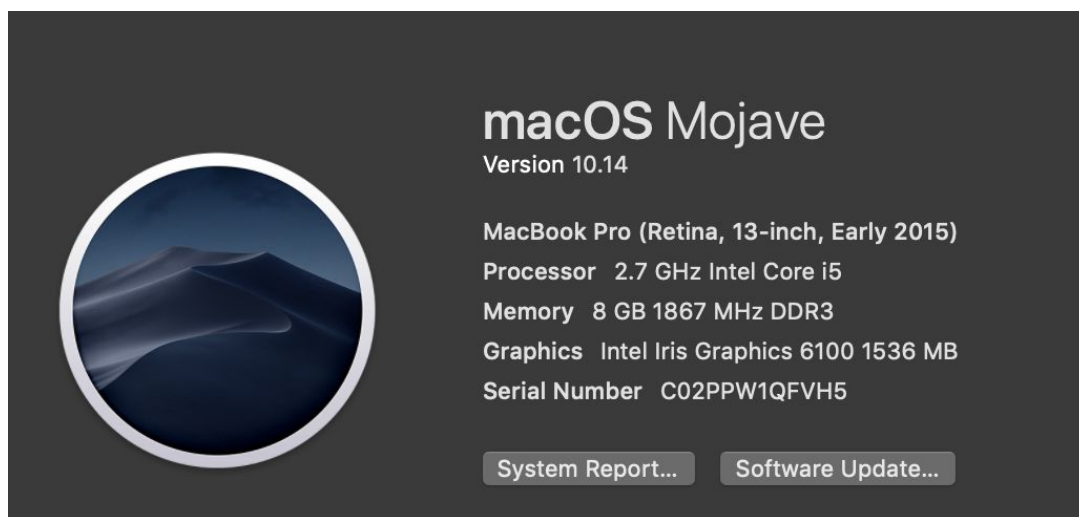 macOS Mojave
Version 10.14
MacBook Pro (Retina, 13-inch, Early 2015)
Processor 2.7 GHz Intel Core i5
Memory 8 GB 1867 MHz DDR3
Graphics Intel Iris Graphics 6100 1536 MB
Serial Number C02PPW1QFVH5
System Report... Software Update...